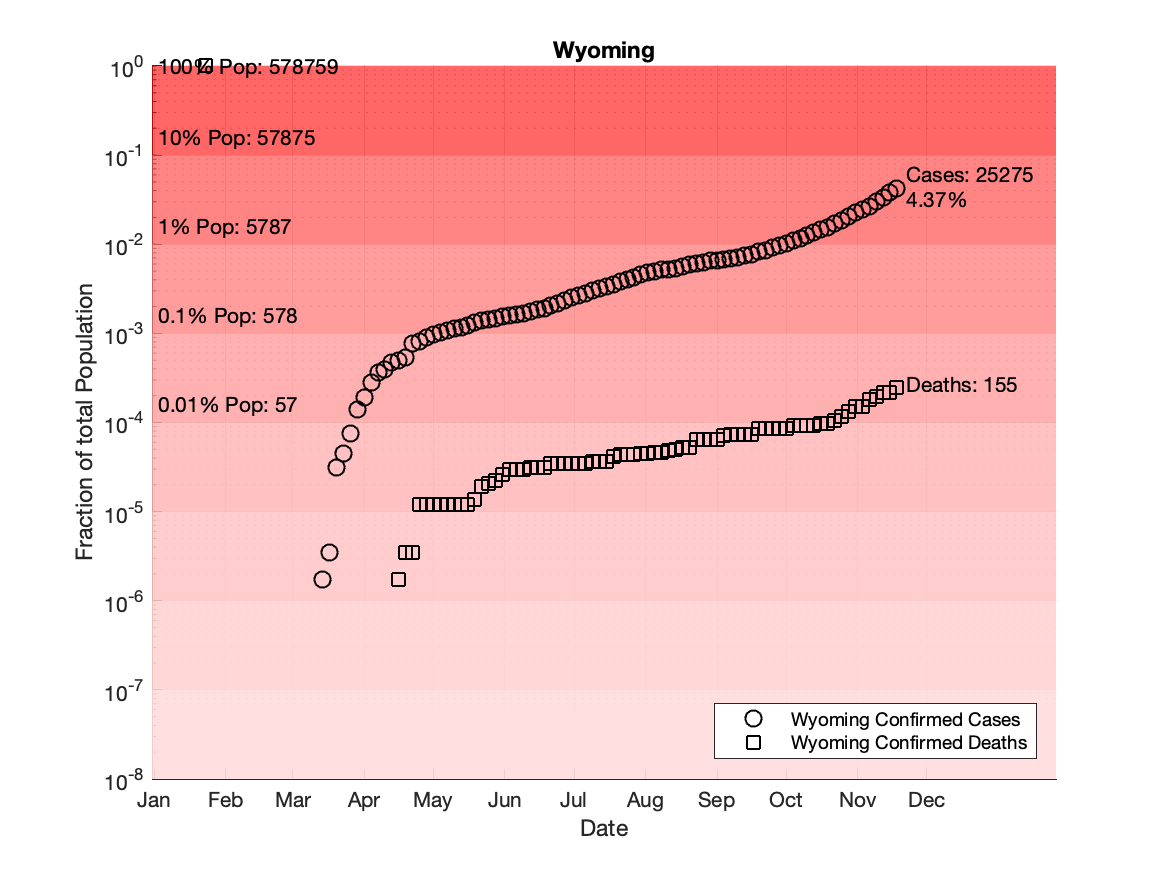 Wyoming
10^0
100% Pop: 578759
10% Pop: 57875
10^-1
Cases: 25275
4.37%
1% Pop: 5787
10^-2
0.1% Pop: 578
10^-3
Deaths: 155
0.01% Pop: 57
10^-4
10^-5
10^-6
10^-7
10^-8
Fraction of total Population
Wyoming Confirmed Cases
Wyoming Confirmed Deaths
Jan Feb Mar Apr May Jun Jul Aug Sep Oct Nov Dec
Date